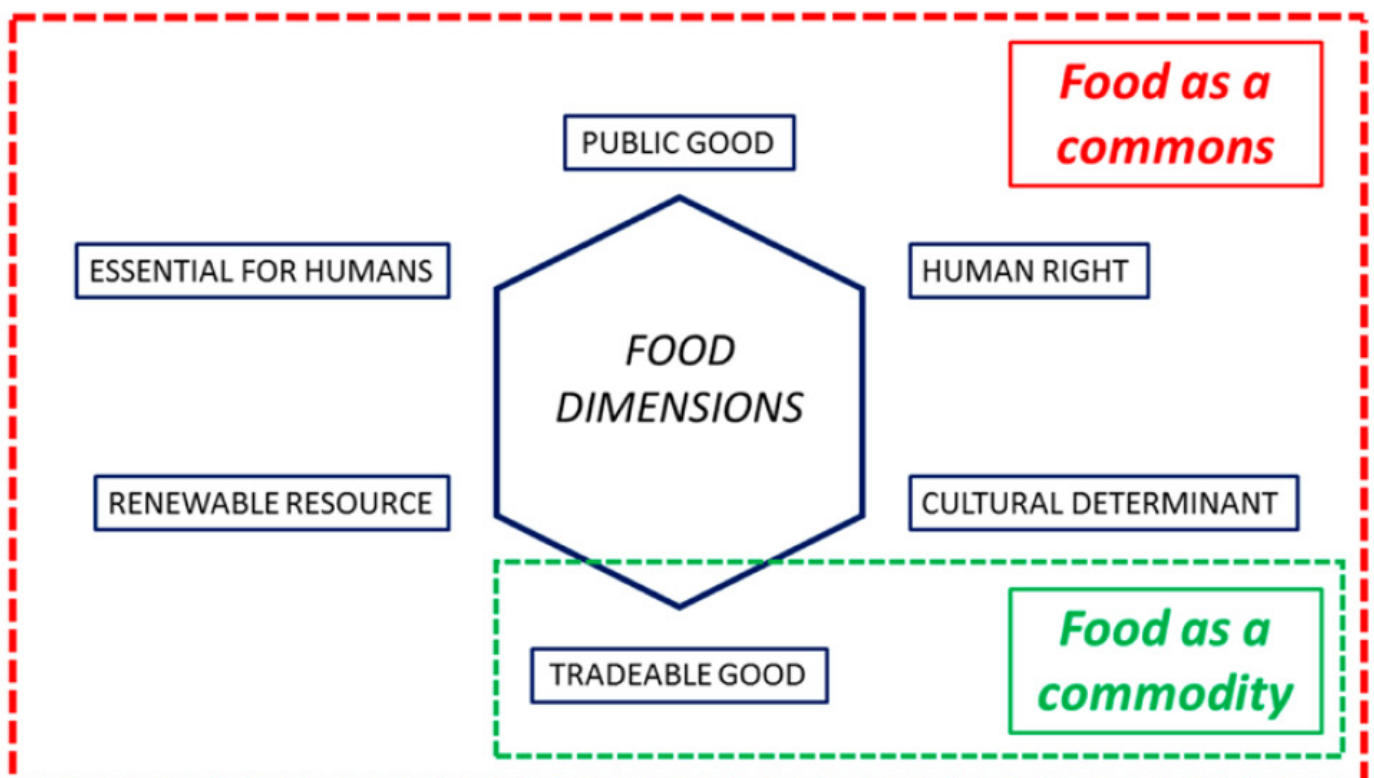 Food as a
commons
PUBLIC GOOD
ESSENTIAL FOR HUMANS
HUMAN RIGHT
FOOD
DIMENSIONS
RENEWABLE RESOURCE
CULTURAL DETERMINANT
Food as a
commodity
TRADEABLE GOOD